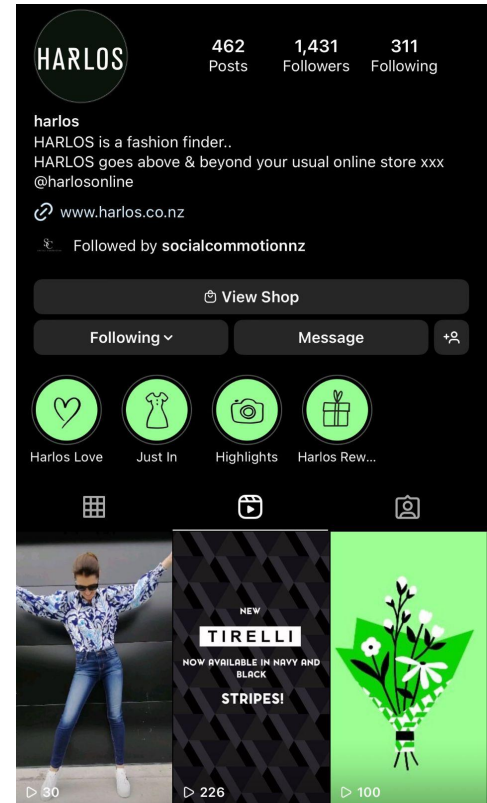 HARLOS
462 1,431 311
Posts Followers Following
harlos
HARLOS is a fashion finder..
HARLOS goes above & beyond your usual online store xxx
@harlosonline
www.harlos.co.nz
SC
Followed by socialcommotionnz
View Shop
Following
Message
Harlos Love
Just In
Highlights
Harlos Rew...
NEW
TIRELLI
NOW AVAILABLE IN NAVY AND
BLACK
STRIPES!
30
226
100